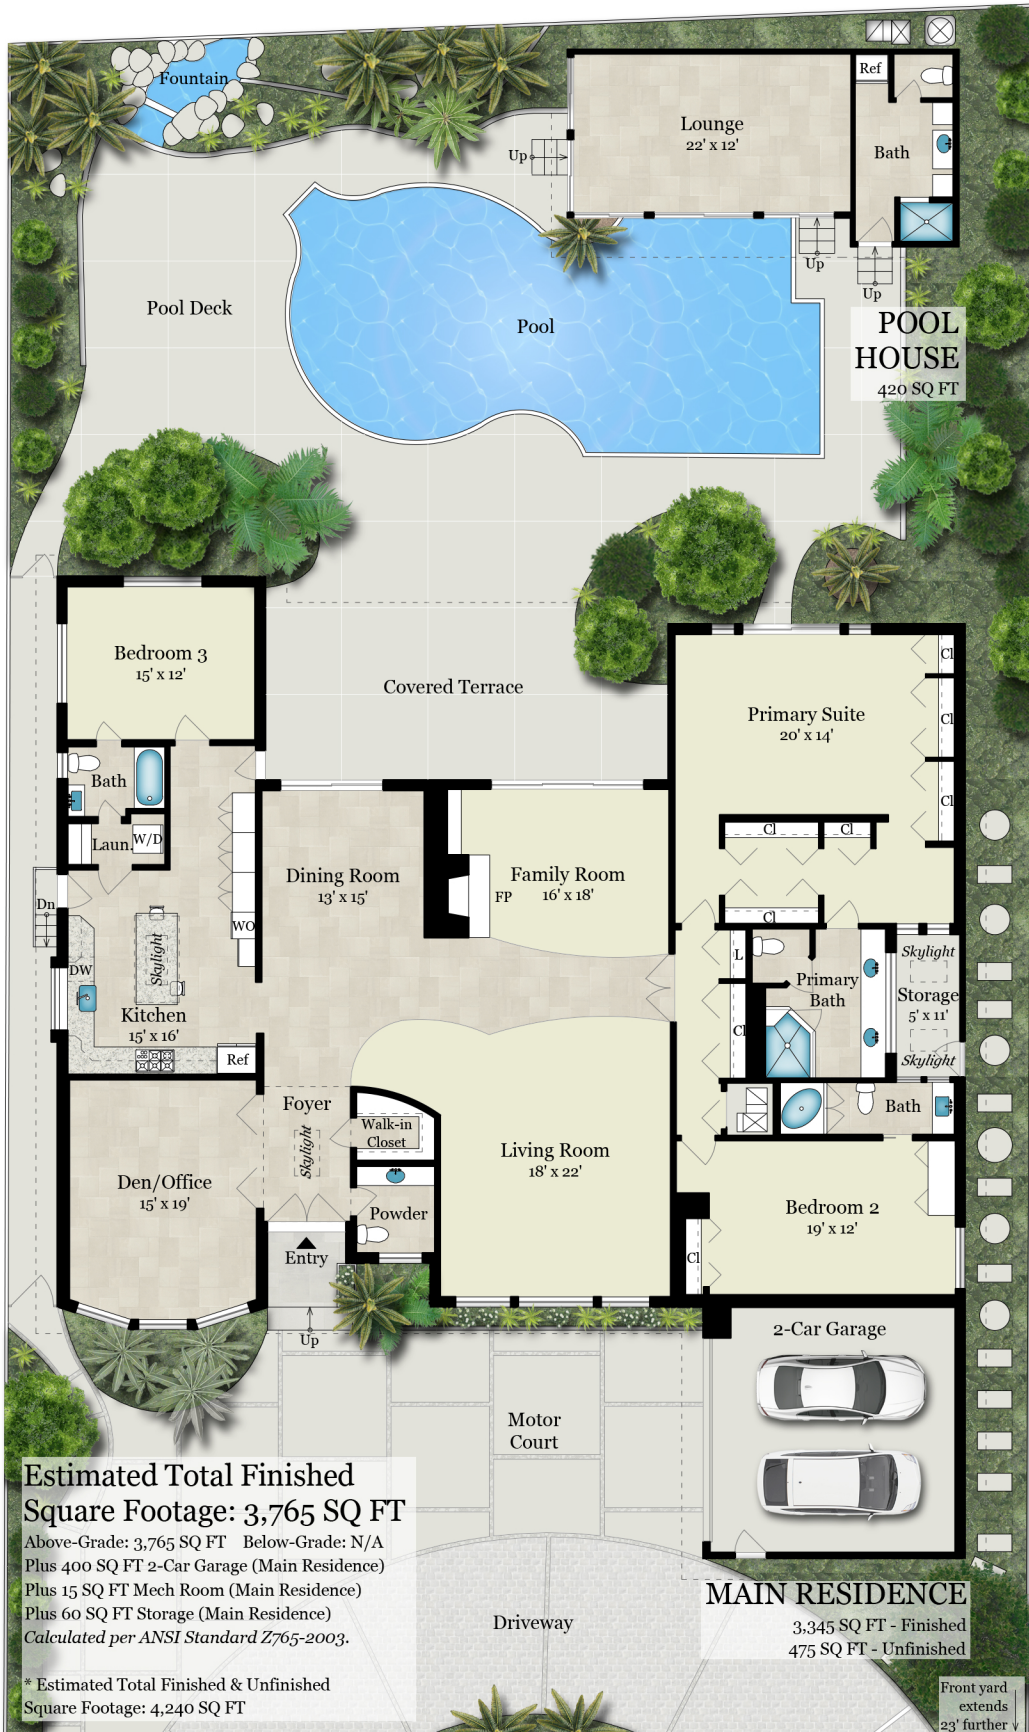 Fountain
Ref
Lounge
22' x 12'
Up
Bath
Up
Up
Pool Deck
Pool
POOL
HOUSE
420 SQ FT
Bedroom 3
15' x 12'
Covered Terrace
Cl
Primary Suite
20' x 14'
Cl
Cl
Bath
Laun.
W/D
Cl
Cl
Dining Room
13' x 15'
Family Room
16' x 18'
FP
Dn
WO
Cl
Skylight
DW
L
Skylight
Primary
Bath
Storage
5' x 11'
Kitchen
15' x 16'
Cl
Ref
Skylight
Foyer
Walk-in
Closet
Bath
Skylight
Living Room
18' x 22'
Den/Office
15' x 19'
Powder
Bedroom 2
19' x 12'
Entry
Cl
Up
2-Car Garage
Motor
Court
Estimated Total Finished
Square Footage: 3,765 SQ FT
Above-Grade: 3,765 SQ FT Below-Grade: N/A
Plus 400 SQ FT 2-Car Garage (Main Residence)
Plus 15 SQ FT Mech Room (Main Residence)
Plus 60 SQ FT Storage (Main Residence)
Calculated per ANSI Standard Z765-2003.
* Estimated Total Finished & Unfinished
Square Footage: 4,240 SQ FT
Driveway
MAIN RESIDENCE
3,345 SQ FT - Finished
475 SQ FT - Unfinished
Front yard
extends
23' further